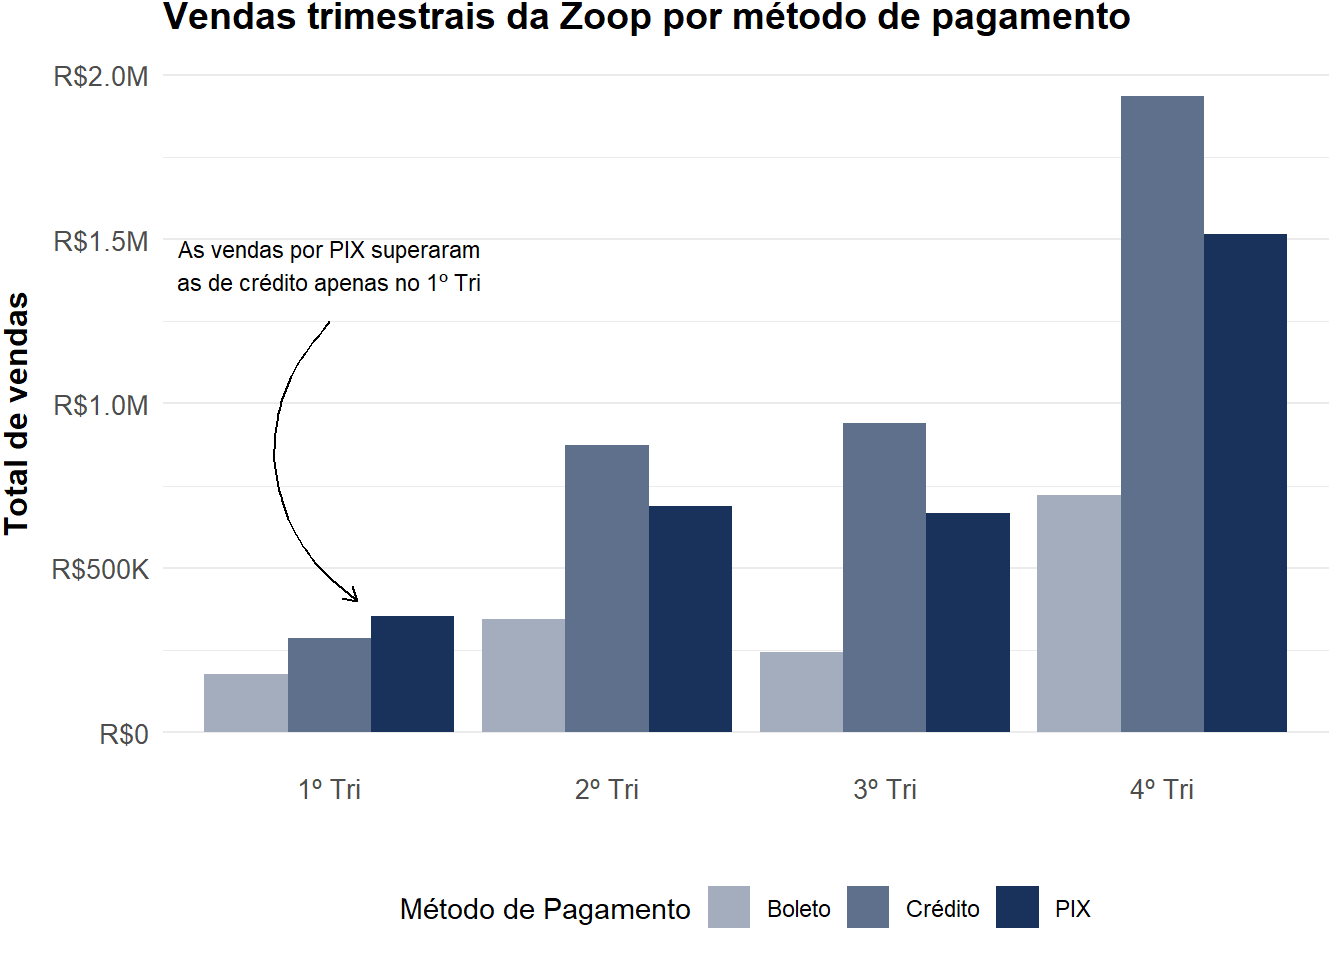 Vendas trimestrais da Zoop por método de pagamento
Total de vendas
R$2.0M
R$1.5M
R$1.0M
R$500K
R$0
As vendas por PIX superaram
as de crédito apenas no 1º Tri
1º Tri
2º Tri
3º Tri
4º Tri
Método de Pagamento
Boleto
Crédito
PIX